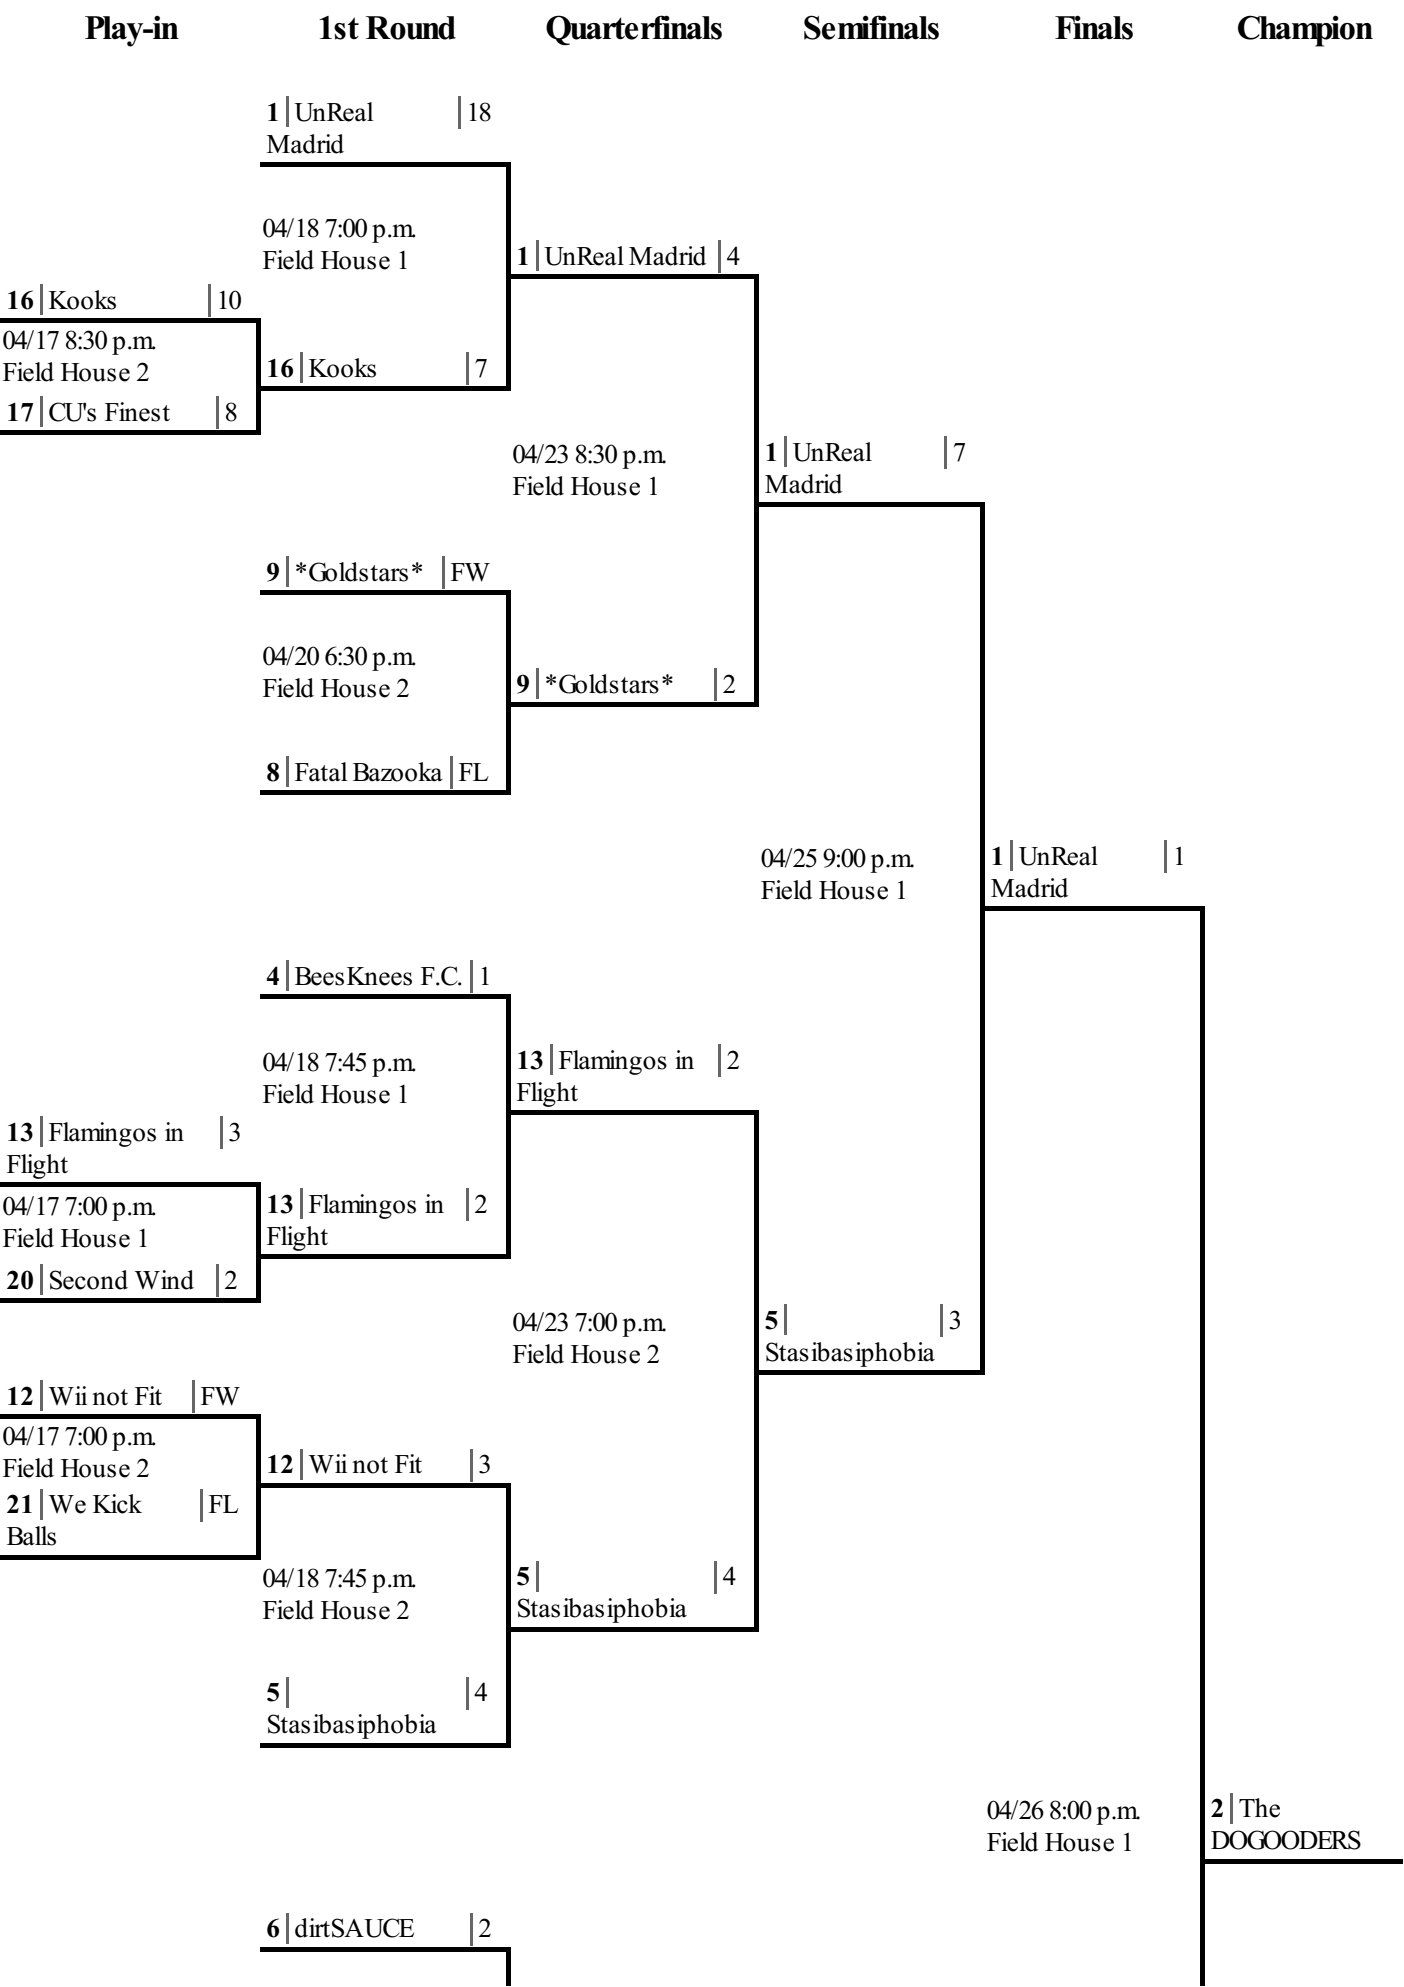 Play-in 1st Round Quarterfinals Semifinals Finals Champion
1 UnReal 18
Madrid
04/18 7:00 p.m.
Field House 1
1 UnReal Madrid 4
16 Kooks 10
04/17 8:30 p.m.
Field House 2
16 Kooks 7
17 CU's Finest 8
04/23 8:30 p.m.
Field House 1
1 UnReal 7
Madrid
9 *Goldstars* FW
04/20 6:30 p.m.
Field House 2
9 *Goldstars* 2
8 Fatal Bazooka FL
04/25 9:00 p.m.
Field House 1
1 UnReal 1
Madrid
4 BeesKnees F.C. 1
04/18 7:45 p.m.
Field House 1
13 Flamingos in 2
Flight
13 Flamingos in 3
Flight
04/17 7:00 p.m.
Field House 1
13 Flamingos in 2
Flight
20 Second Wind 2
04/23 7:00 p.m.
Field House 2
5 3
Stasibasiphobia
12 Wii not Fit FW
04/17 7:00 p.m.
Field House 2
12 Wii not Fit 3
21 We Kick FL
Balls
04/18 7:45 p.m.
Field House 2
5 4
Stasibasiphobia
5 4
Stasibasiphobia
04/26 8:00 p.m.
Field House 1
2 The
DOGOODERS
6 dirtSAUCE 2